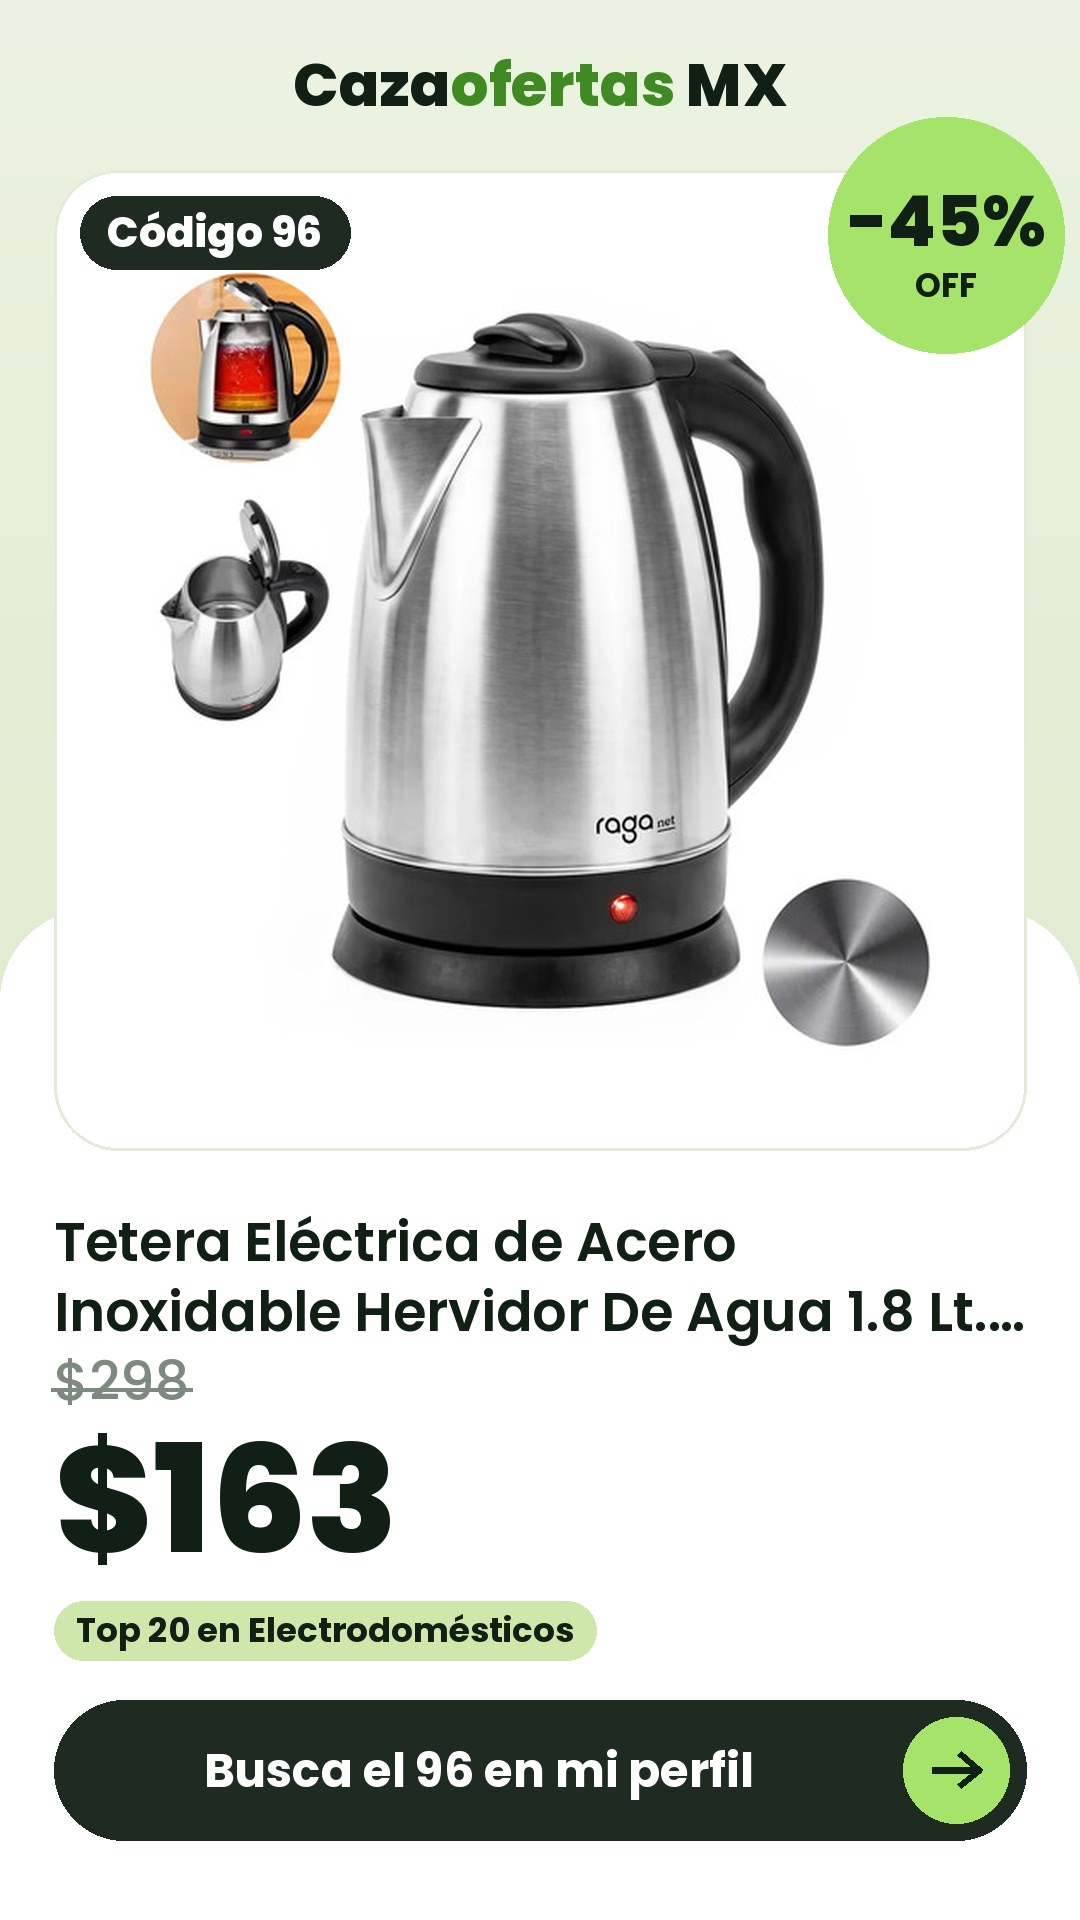 Cazaofertas MX
Código 96
-45%
OFF
raga net
Tetera Eléctrica de Acero
Inoxidable Hervidor De Agua 1.8 Lt....
$298
$163
Top 20 en Electrodomésticos
Busca el 96 en mi perfil